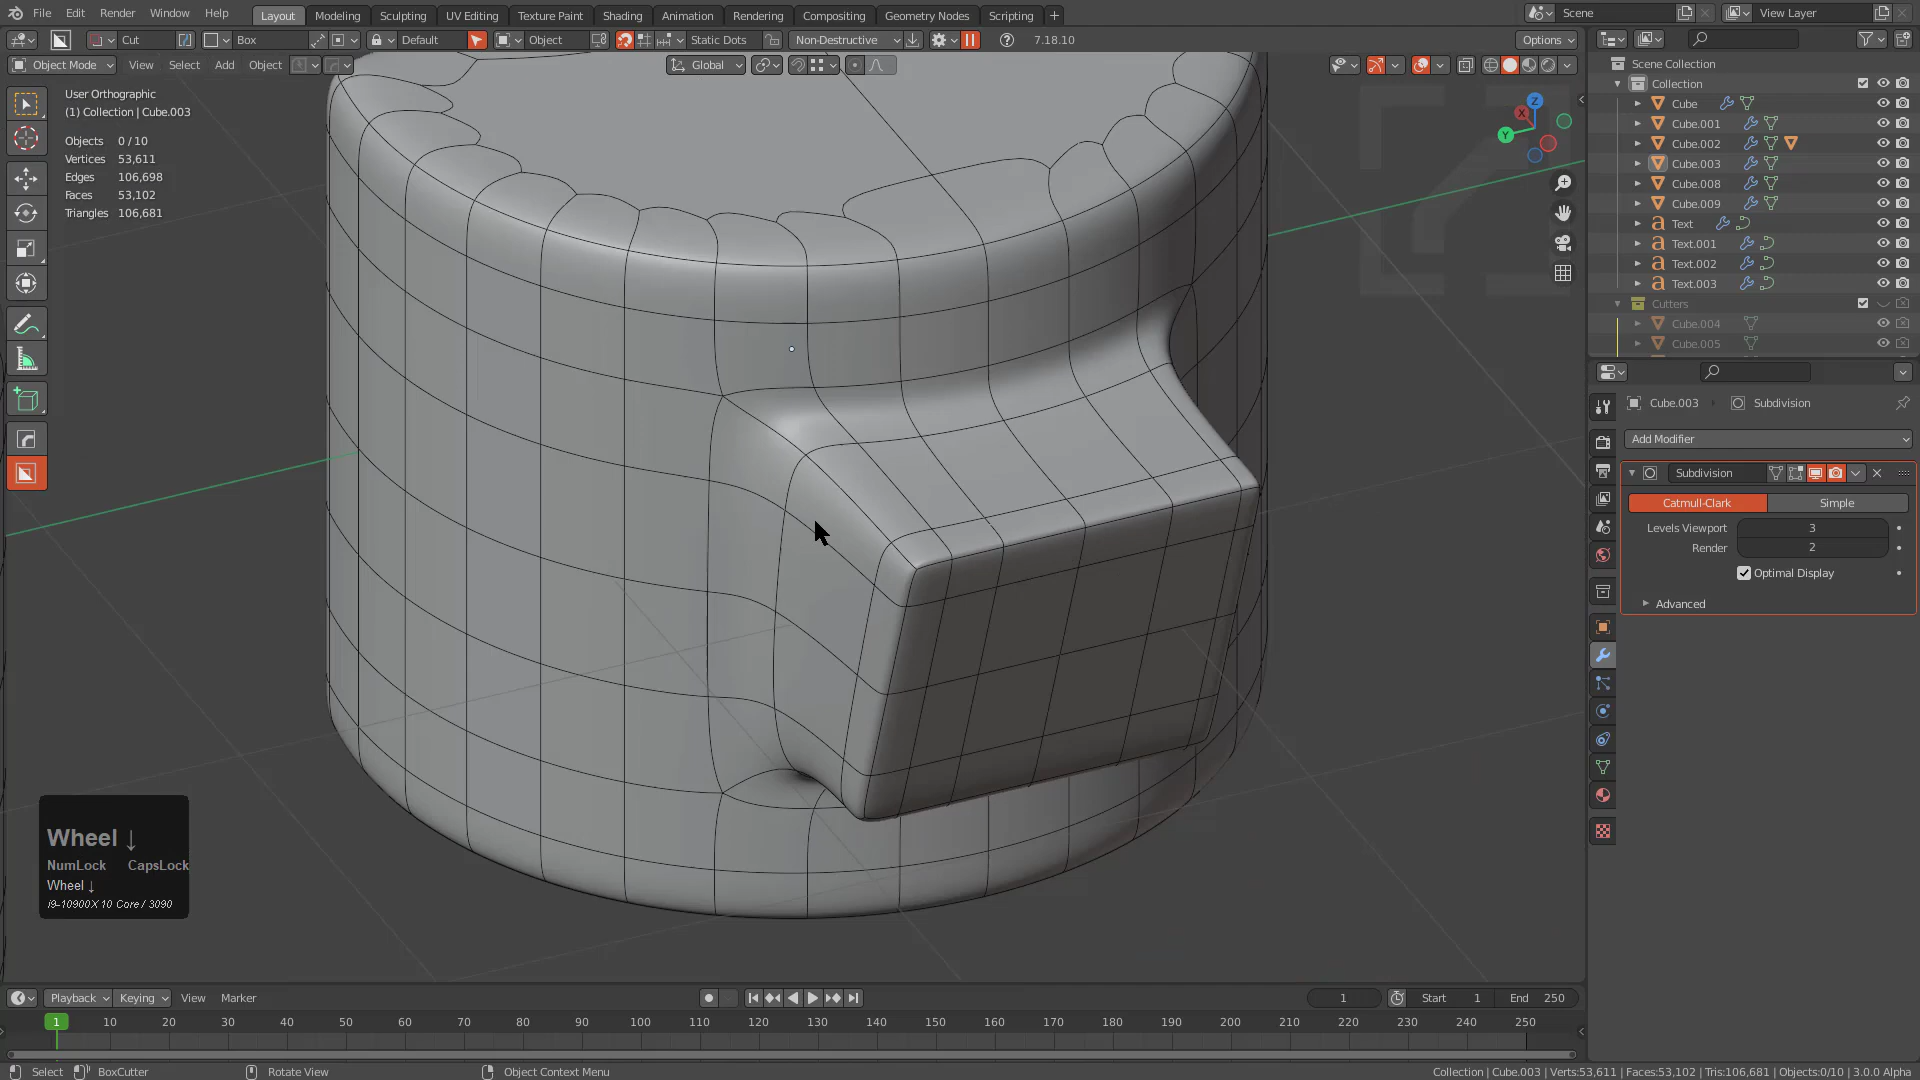 File Edit Render Window Help Layout Modeling Sculpting UV Editing Texture Paint Shading Animation Rendering Compositing Geometry Nodes Scripting + Scene View Layer
Cut Box Default Object Static Dots Non-Destructive 7.18.10 Options
Object Mode View Select Add Object Global
User Orthographic
(1) Collection | Cube.003
Objects 0/10
Vertices 53,611
Edges 106,698
Faces 53,102
Triangles 106,681
Z
X
Y
Scene Collection
Collection
Cube
Cube.001
Cube.002
Cube.003
Cube.008
Cube.009
a Text
a Text.001
a Text.002
a Text.003
Cutters
Cube.004
Cube.005
Cube.003 › Subdivision
Add Modifier
Subdivision
Catmull-Clark Simple
Levels Viewport 3
Render 2
Optimal Display
Advanced
Wheel ↓
NumLock CapsLock
Wheel ↓
i9-10900X 10 Core / 3090
Playback Keying View Marker 1 Start 1 End 250
1 10 20 30 40 50 60 70 80 90 100 110 120 130 140 150 160 170 180 190 200 210 220 230 240 250
Select BoxCutter Rotate View Object Context Menu Collection | Cube.003 | Verts:53,611 | Faces:53,102 | Tris:106,681 | Objects:0/10 | 3.0.0 Alpha